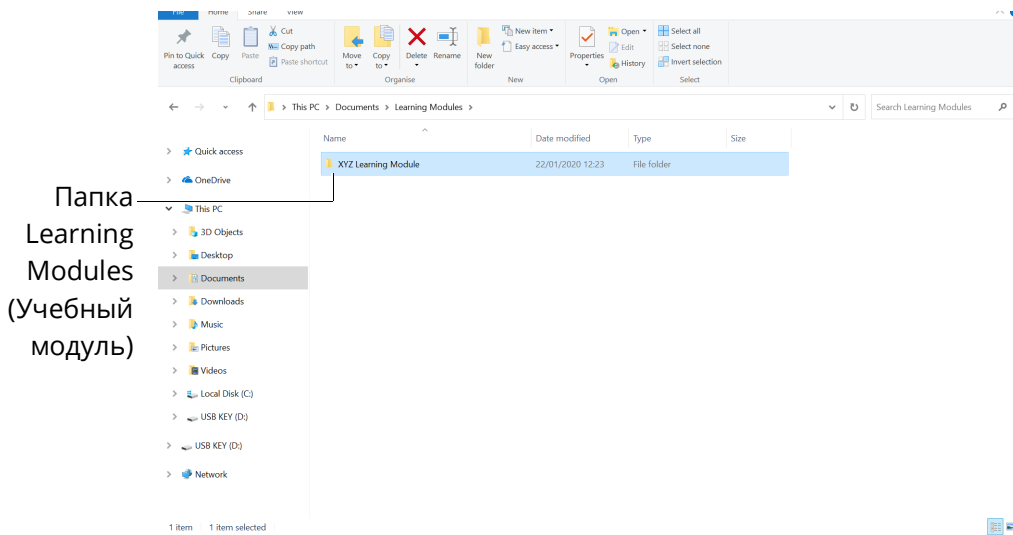 File Home Share View
Pin to Quick access
Copy
Paste
Cut
Copy path
Paste shortcut
Clipboard
Move to
Copy to
Delete
Rename
Organise
New folder
New item
Easy access
New
Properties
Open
Edit
History
Open
Select all
Select none
Invert selection
Select
This PC > Documents > Learning Modules >
Search Learning Modules
Name Date modified Type Size
XYZ Learning Module 22/01/2020 12:23 File folder
Quick access
OneDrive
This PC
3D Objects
Desktop
Documents
Downloads
Music
Pictures
Videos
Local Disk (C:)
USB KEY (D:)
USB KEY (D:)
Network
Папка
Learning
Modules
(Учебный
модуль)
1 item 1 item selected